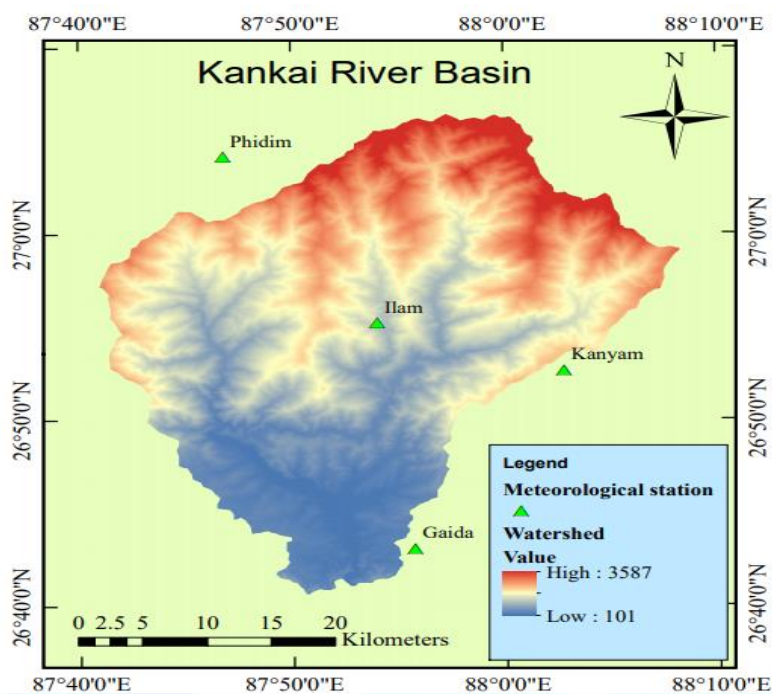 87°40'0"E 87°50'0"E 88°0'0"E 88°10'0"E
Kankai River Basin
N
Phidim
27°0'0"N 27°0'0"N
Ilam
Kanyam
26°50'0"N 26°50'0"N
Legend
Meteorological station
Gaida
Watershed
Value
High : 3587
Low : 101
26°40'0"N 26°40'0"N
0 2.5 5 10 15 20
Kilometers
87°40'0"E 87°50'0"E 88°0'0"E 88°10'0"E